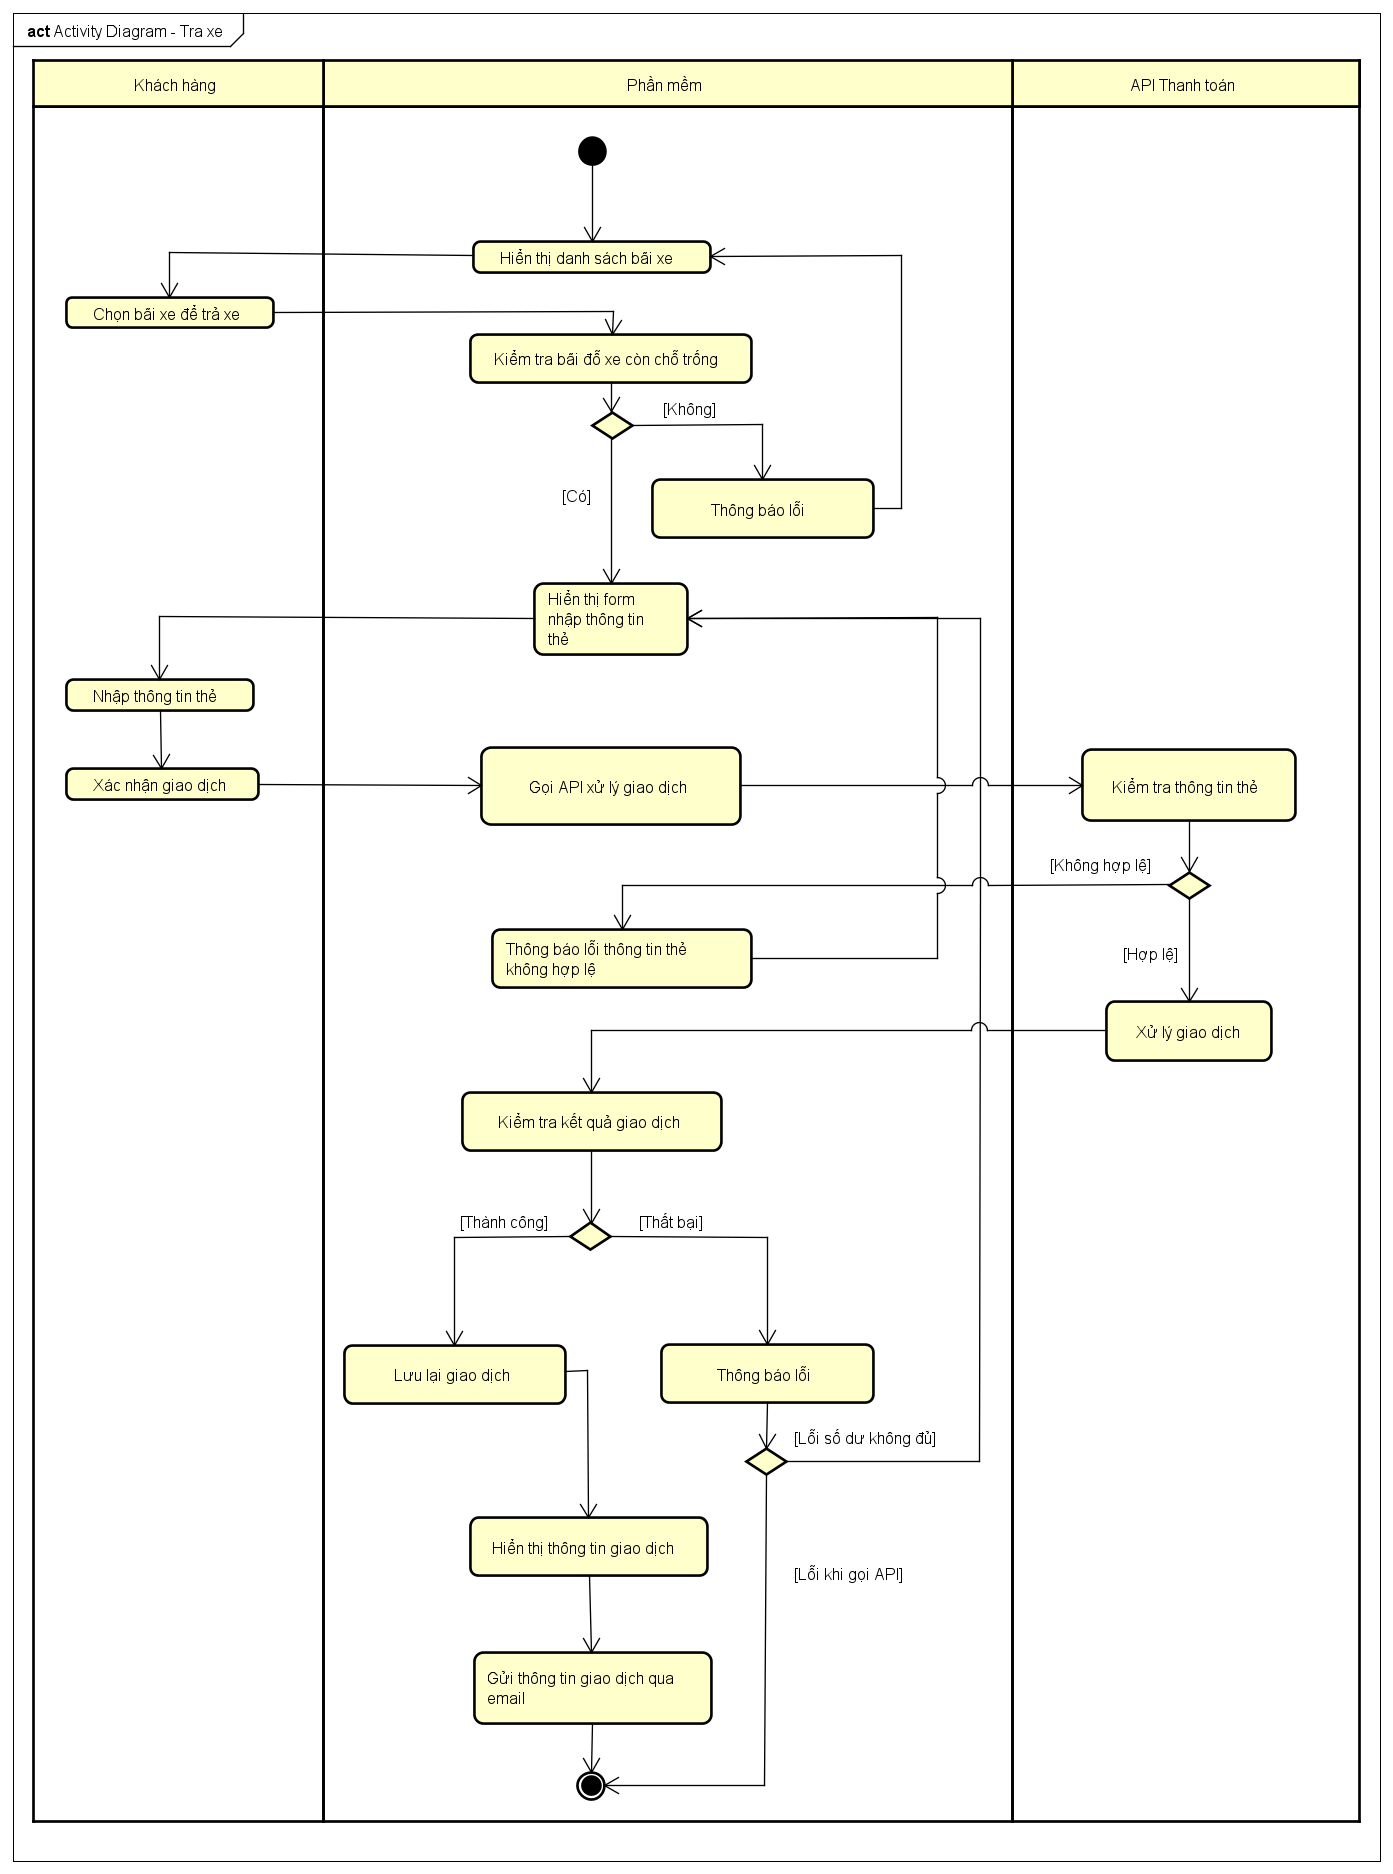 act Activity Diagram - Tra xe
Khách hàng
Phần mềm
API Thanh toán
Hiển thị danh sách bãi xe
Chọn bãi xe để trả xe
Kiểm tra bãi đỗ xe còn chỗ trống
[Không]
[Có]
Thông báo lỗi
Hiển thị form
nhập thông tin
thẻ
Nhập thông tin thẻ
Xác nhận giao dịch
Gọi API xử lý giao dịch
Kiểm tra thông tin thẻ
[Không hợp lệ]
Thông báo lỗi thông tin thẻ
không hợp lệ
[Hợp lệ]
Xử lý giao dịch
Kiểm tra kết quả giao dịch
[Thành công]
[Thất bại]
Lưu lại giao dịch
Thông báo lỗi
[Lỗi số dư không đủ]
Hiển thị thông tin giao dịch
[Lỗi khi gọi API]
Gửi thông tin giao dịch qua
email